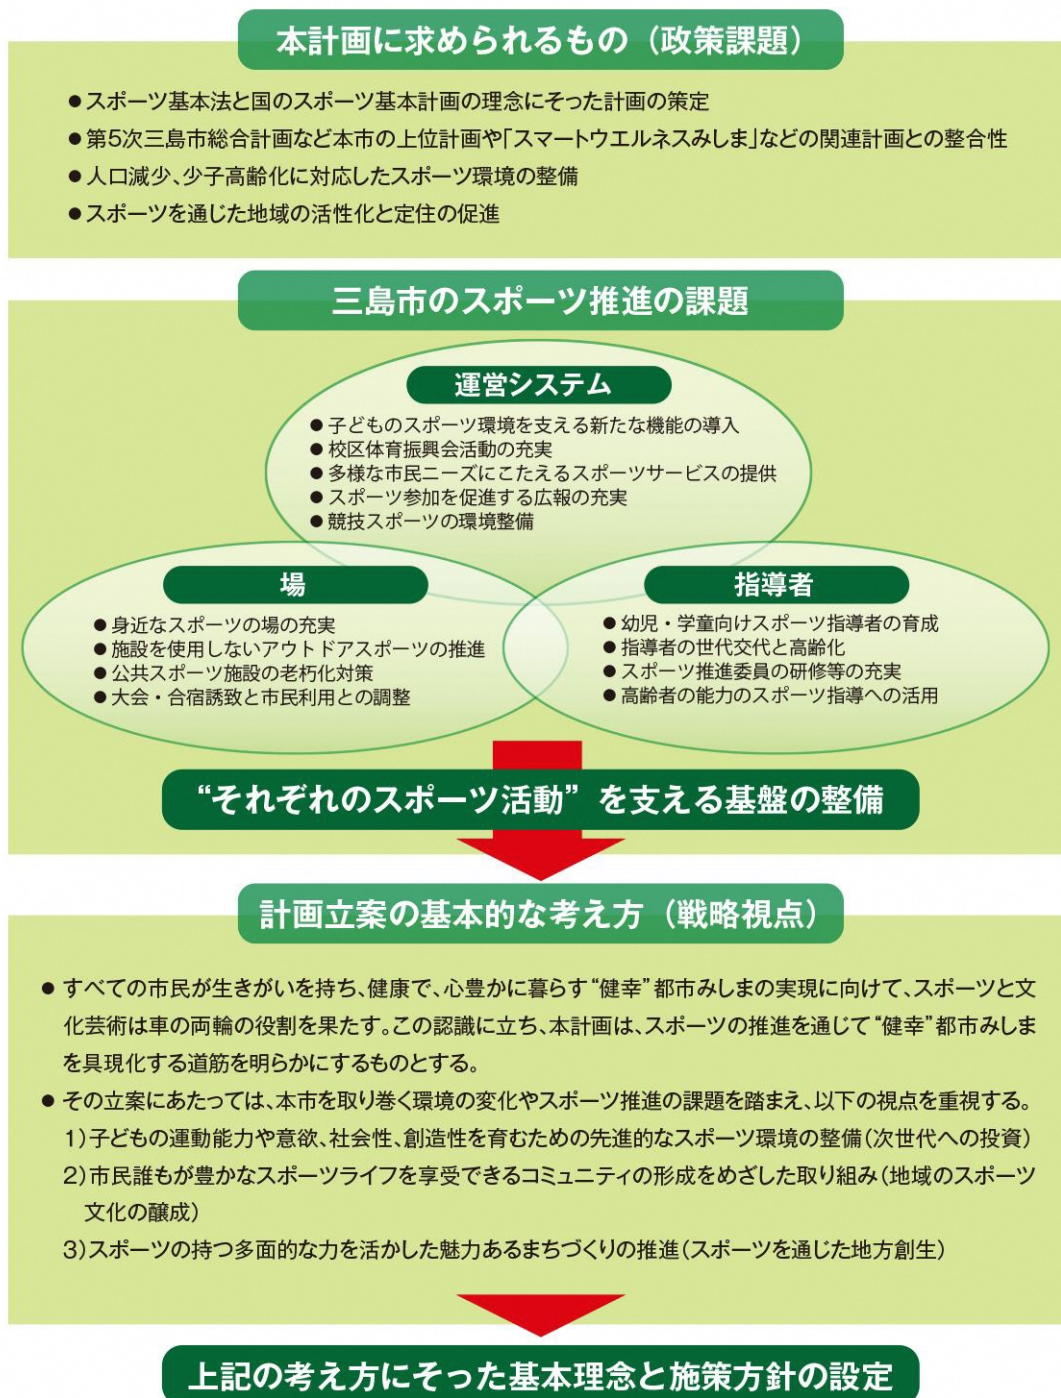 本計画に求められるもの（政策課題）
●スポーツ基本法と国のスポーツ基本計画の理念にそった計画の策定
●第5次三島市総合計画など本市の上位計画や「スマートウエルネスみしま」などの関連計画との整合性
●人口減少、少子高齢化に対応したスポーツ環境の整備
●スポーツを通じた地域の活性化と定住の促進
三島市のスポーツ推進の課題
運営システム
●子どものスポーツ環境を支える新たな機能の導入
●校区体育振興会活動の充実
●多様な市民ニーズにこたえるスポーツサービスの提供
●スポーツ参加を促進する広報の充実
●競技スポーツの環境整備
場
●身近なスポーツの場の充実
●施設を使用しないアウトドアスポーツの推進
●公共スポーツ施設の老朽化対策
●大会・合宿誘致と市民利用との調整
指導者
●幼児・学童向けスポーツ指導者の育成
●指導者の世代交代と高齢化
●スポーツ推進委員の研修等の充実
●高齢者の能力のスポーツ指導への活用
“それぞれのスポーツ活動”を支える基盤の整備
計画立案の基本的な考え方（戦略視点）
●すべての市民が生きがいを持ち、健康で、心豊かに暮らす“健幸”都市みしまの実現に向けて、スポーツと文
化芸術は車の両輪の役割を果たす。この認識に立ち、本計画は、スポーツの推進を通じて“健幸”都市みしま
を具現化する道筋を明らかにするものとする。
●その立案にあたっては、本市を取り巻く環境の変化やスポーツ推進の課題を踏まえ、以下の視点を重視する。
1）子どもの運動能力や意欲、社会性、創造性を育むための先進的なスポーツ環境の整備（次世代への投資）
2）市民誰もが豊かなスポーツライフを享受できるコミュニティの形成をめざした取り組み（地域のスポーツ
文化の醸成）
3）スポーツの持つ多面的な力を活かした魅力あるまちづくりの推進（スポーツを通じた地方創生）
上記の考え方にそった基本理念と施策方針の設定